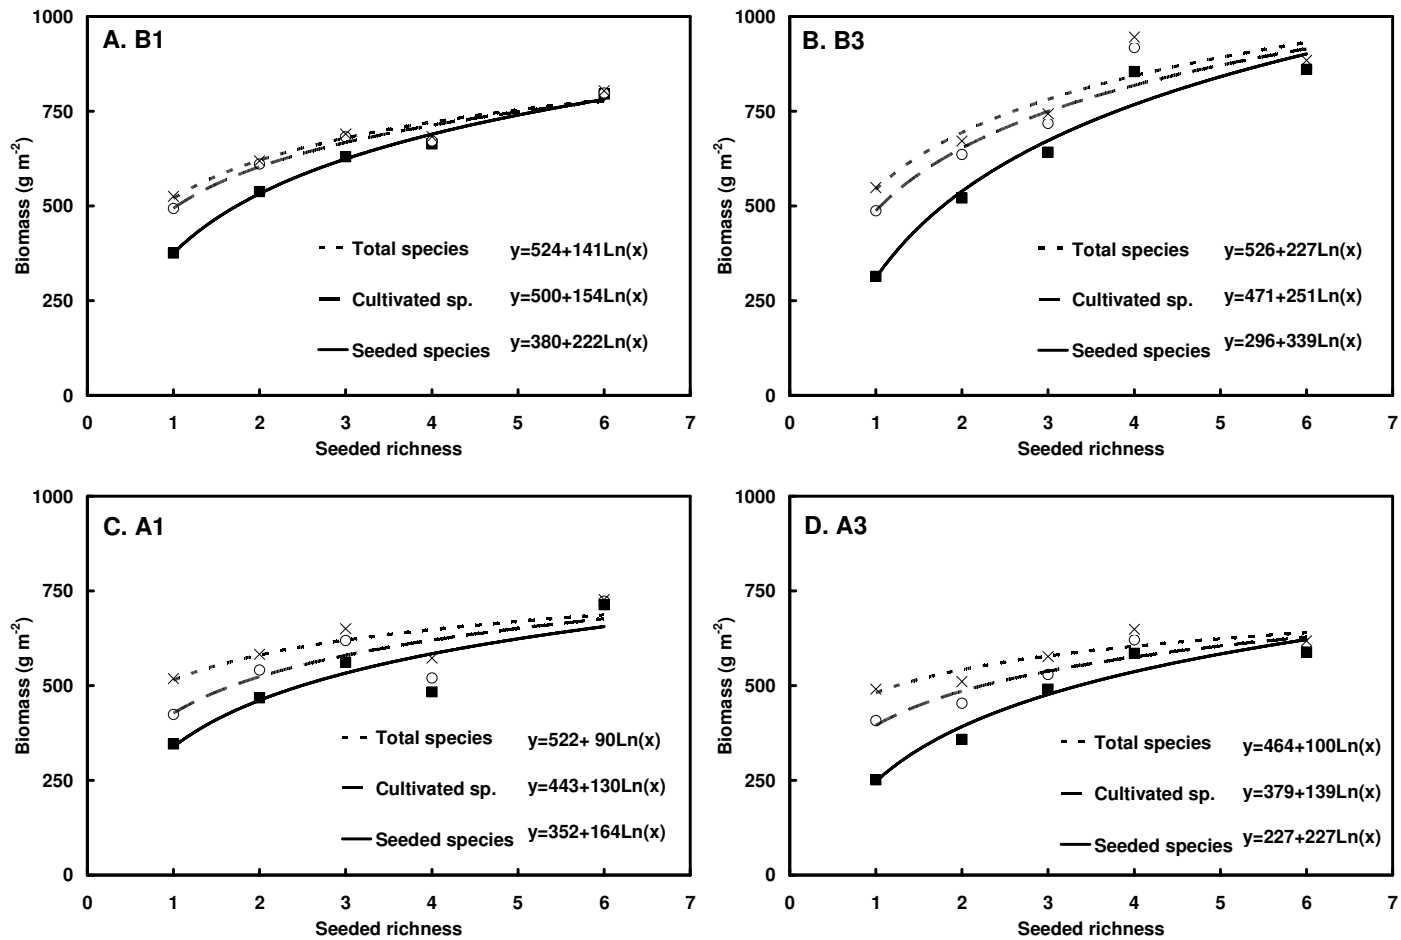 A. B1
1000
750
500
250
0
Biomass (g m-2)
Total species y=524+141Ln(x)
Cultivated sp. y=500+154Ln(x)
Seeded species y=380+222Ln(x)
0 1 2 3 4 5 6 7
Seeded richness
B. B3
1000
750
500
250
0
Biomass (g m-2)
Total species y=526+227Ln(x)
Cultivated sp. y=471+251Ln(x)
Seeded species y=296+339Ln(x)
0 1 2 3 4 5 6 7
Seeded richness
C. A1
1000
750
500
250
0
Biomass (g m-2)
Total species y=522+ 90Ln(x)
Cultivated sp. y=443+130Ln(x)
Seeded species y=352+164Ln(x)
0 1 2 3 4 5 6 7
Seeded richness
D. A3
1000
750
500
250
0
Biomass (g m-2)
Total species y=464+100Ln(x)
Cultivated sp. y=379+139Ln(x)
Seeded species y=227+227Ln(x)
0 1 2 3 4 5 6 7
Seeded richness